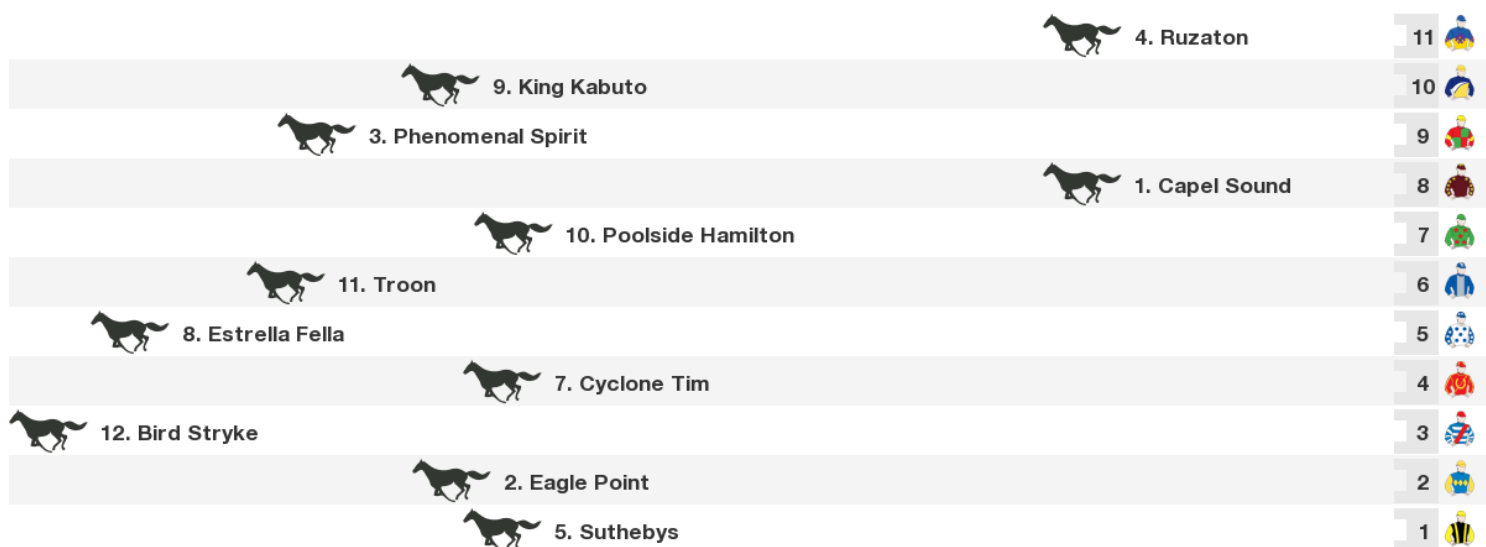 4. Ruzaton 11
9. King Kabuto 10
3. Phenomenal Spirit 9
1. Capel Sound 8
10. Poolside Hamilton 7
11. Troon 6
8. Estrella Fella 5
7. Cyclone Tim 4
12. Bird Stryke 3
2. Eagle Point 2
5. Suthebys 1